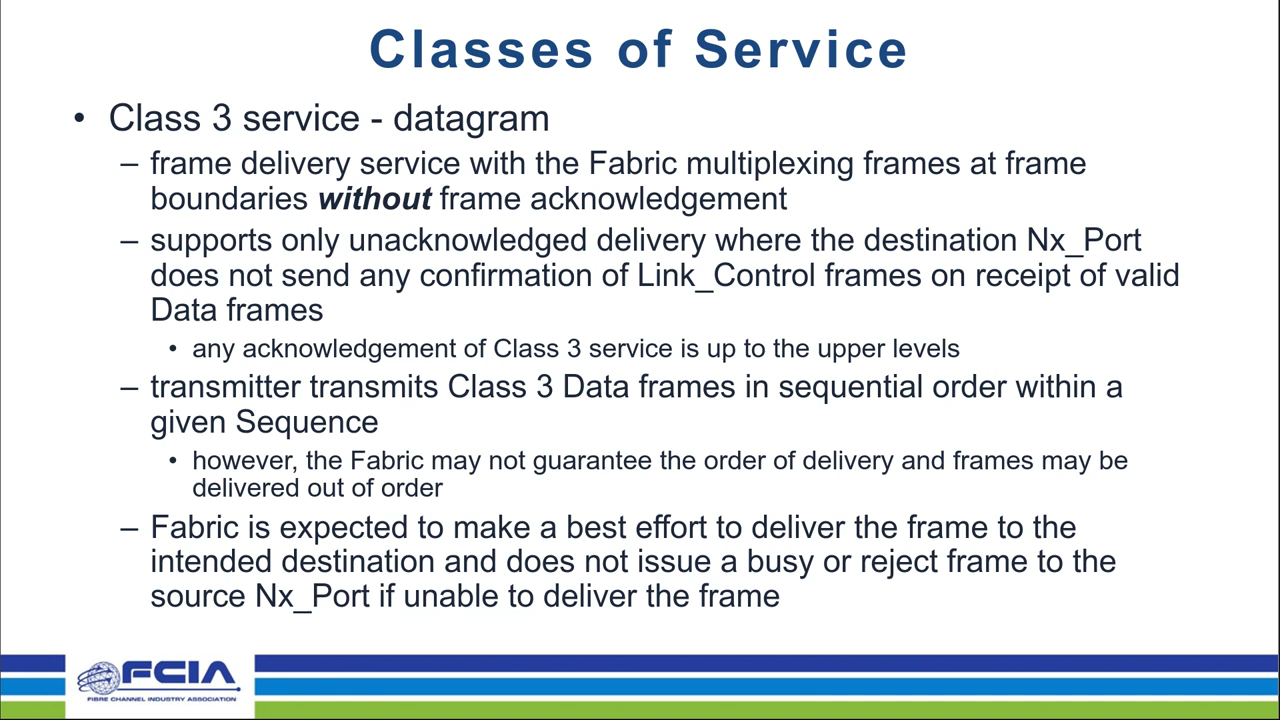 Classes of Service
• Class 3 service - datagram
– frame delivery service with the Fabric multiplexing frames at frame
boundaries without frame acknowledgement
– supports only unacknowledged delivery where the destination Nx_Port
does not send any confirmation of Link_Control frames on receipt of valid
Data frames
• any acknowledgement of Class 3 service is up to the upper levels
– transmitter transmits Class 3 Data frames in sequential order within a
given Sequence
• however, the Fabric may not guarantee the order of delivery and frames may be
delivered out of order
– Fabric is expected to make a best effort to deliver the frame to the
intended destination and does not issue a busy or reject frame to the
source Nx_Port if unable to deliver the frame
FCIA
FIBRE CHANNEL INDUSTRY ASSOCIATION